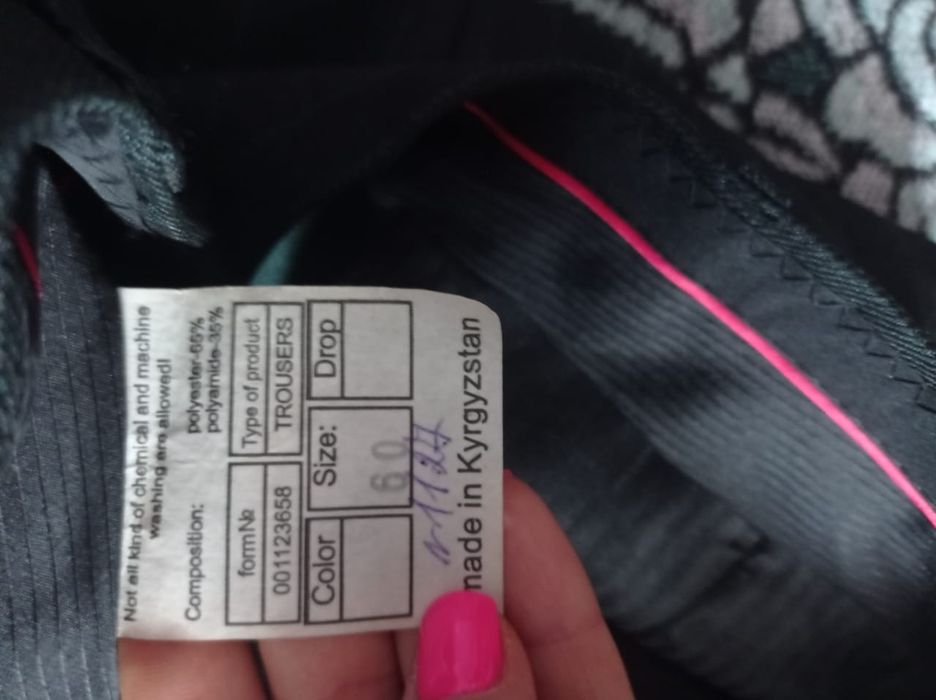 Not all kind of chemical and machine
washing are allowed!
Composition: polyester-65%
polyamide-35%
form№ Type of product
001123658 TROUSERS
Color Size: Drop
60
made in Kyrgyzstan